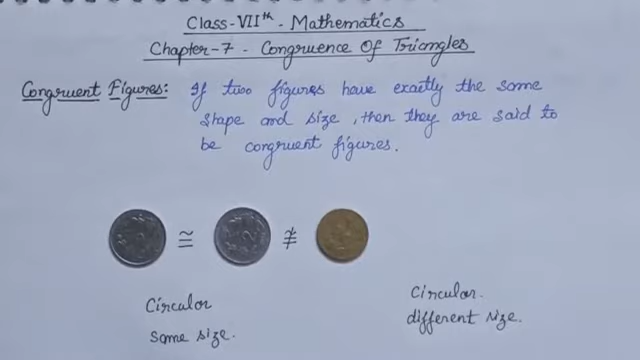 Class-VIIth - Mathematics
Chapter-7 - Congruence Of Triangles
Congruent Figures: If two figures have exactly the same
shape and size, then they are said to
be congruent figures.
≅ ≇
Circular
same size.
Circular.
different size.